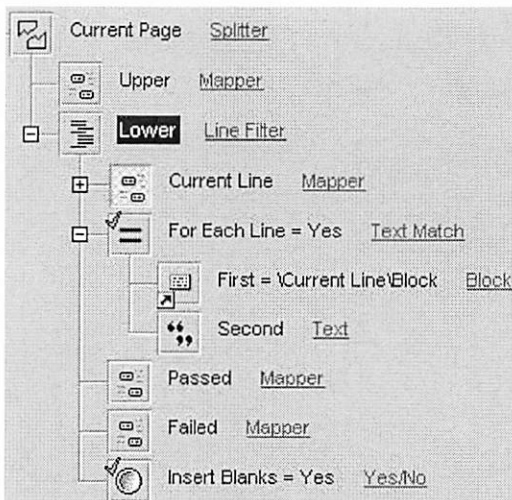 Current Page Splitter
Upper Mapper
Lower Line Filter
Current Line Mapper
For Each Line = Yes Text Match
First = \Current Line\Block Block
Second Text
Passed Mapper
Failed Mapper
Insert Blanks = Yes Yes/No